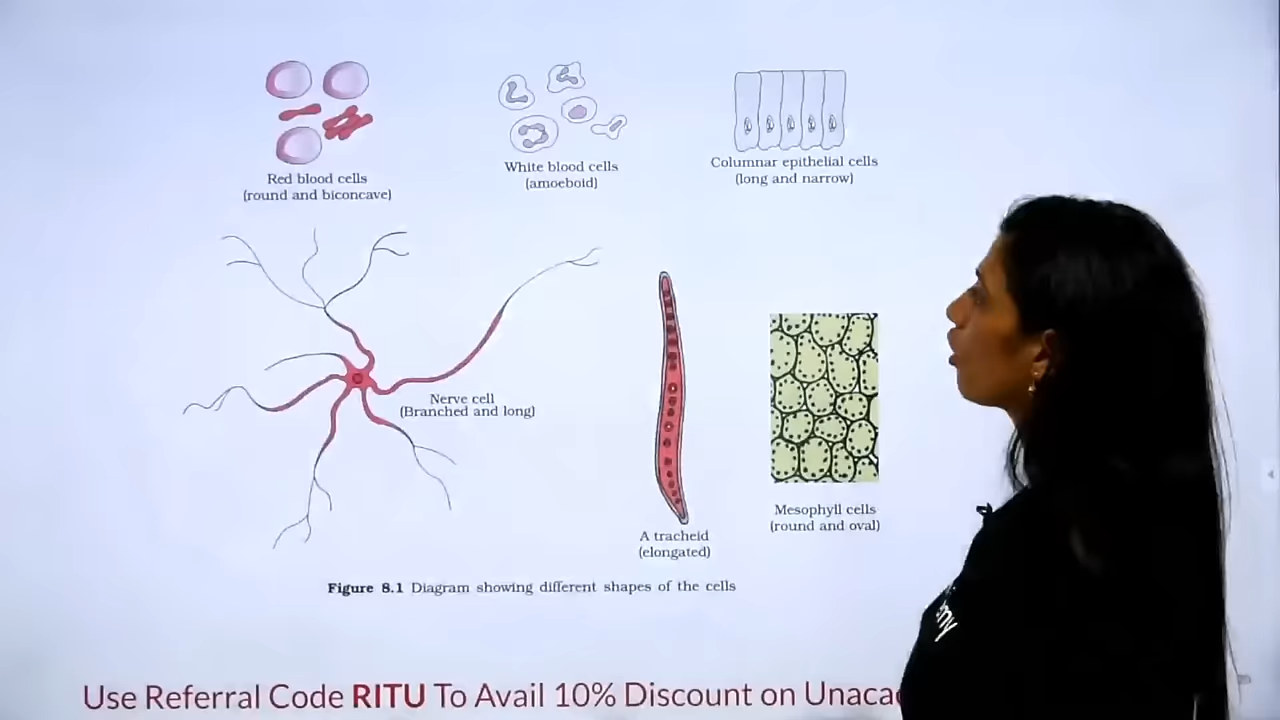 Red blood cells
(round and biconcave)
White blood cells
(amoeboid)
Columnar epithelial cells
(long and narrow)
Nerve cell
(Branched and long)
A tracheid
(elongated)
Mesophyll cells
(round and oval)
Figure 8.1 Diagram showing different shapes of the cells
Use Referral Code RITU To Avail 10% Discount on Unaca
my